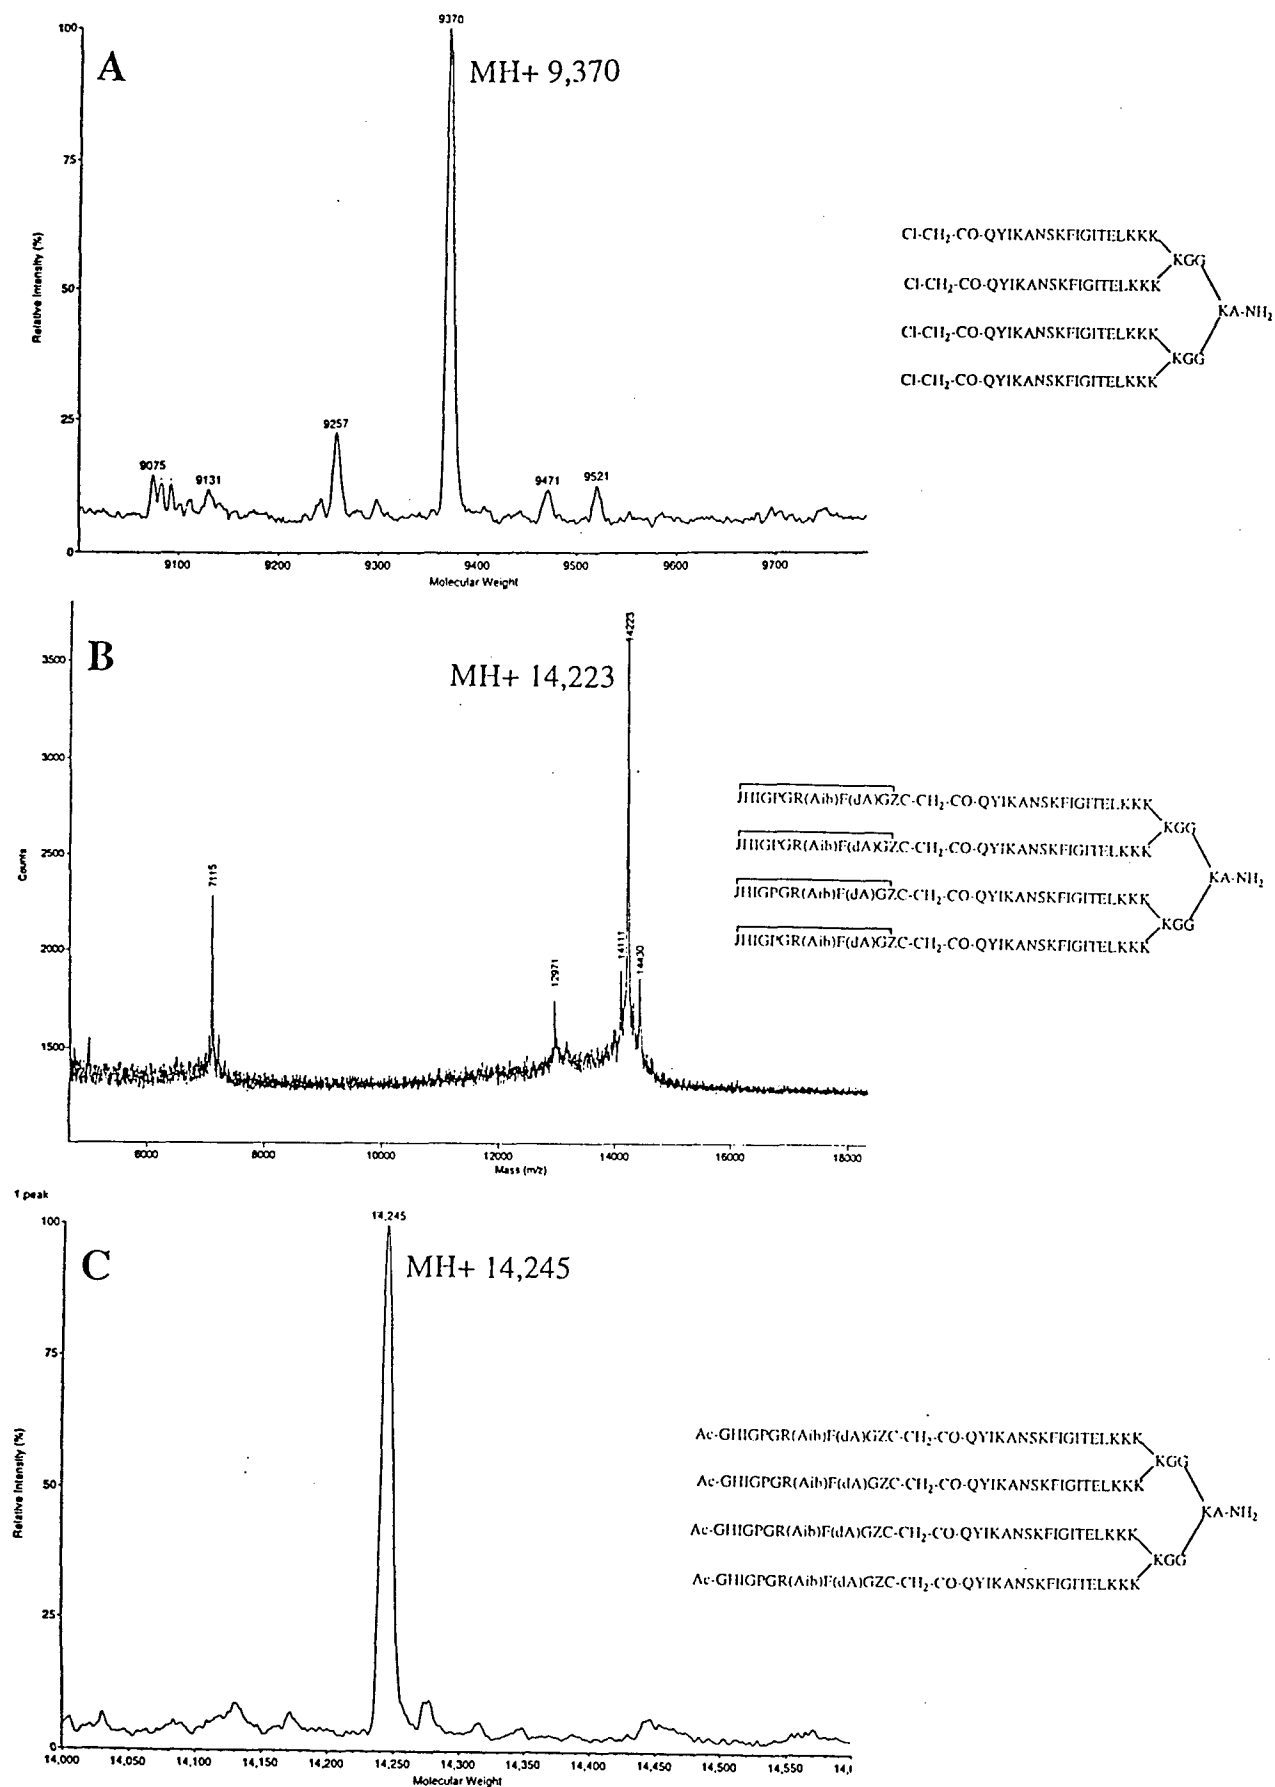 A
9370
MH+ 9,370
100
75
50
25
0
Relative Intensity (%)
9075
9131
9257
9471
9521
9100 9200 9300 9400 9500 9600 9700
Molecular Weight
Cl-CH2-CO-QYIKANSKFIGITELKKK
KGG
Cl-CH2-CO-QYIKANSKFIGITELKKK
KA-NH2
Cl-CH2-CO-QYIKANSKFIGITELKKK
KGG
Cl-CH2-CO-QYIKANSKFIGITELKKK
B
14223
MH+ 14,223
3500
3000
2500
2000
1500
Counts
7115
12971
14111
14430
8000 10000 12000 14000 16000 18000
Mass (m/z)
JHIGPGR(Aib)F(dA)GZC-CH2-CO-QYIKANSKFIGITELKKK
KGG
JHIGPGR(Aib)F(dA)GZC-CH2-CO-QYIKANSKFIGITELKKK
KA-NH2
JHIGPGR(Aib)F(dA)GZC-CH2-CO-QYIKANSKFIGITELKKK
KGG
JHIGPGR(Aib)F(dA)GZC-CH2-CO-QYIKANSKFIGITELKKK
1 peak
C
14,245
MH+ 14,245
100
75
50
25
0
Relative Intensity (%)
14,000 14,050 14,100 14,150 14,200 14,250 14,300 14,350 14,400 14,450 14,500 14,550
Molecular Weight
Ac-GHIGPGR(Aib)F(dA)GZC-CH2-CO-QYIKANSKFIGITELKKK
KGG
Ac-GHIGPGR(Aib)F(dA)GZC-CH2-CO-QYIKANSKFIGITELKKK
KA-NH2
Ac-GHIGPGR(Aib)F(dA)GZC-CH2-CO-QYIKANSKFIGITELKKK
KGG
Ac-GHIGPGR(Aib)F(dA)GZC-CH2-CO-QYIKANSKFIGITELKKK